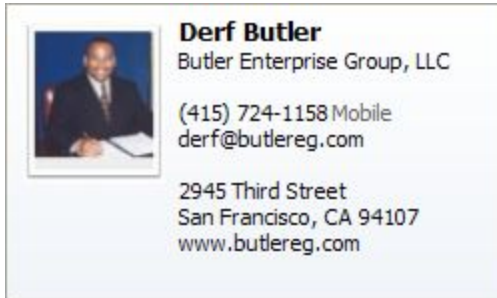 Derf Butler
Butler Enterprise Group, LLC
(415) 724-1158 Mobile
derf@butlereg.com
2945 Third Street
San Francisco, CA 94107
www.butlereg.com